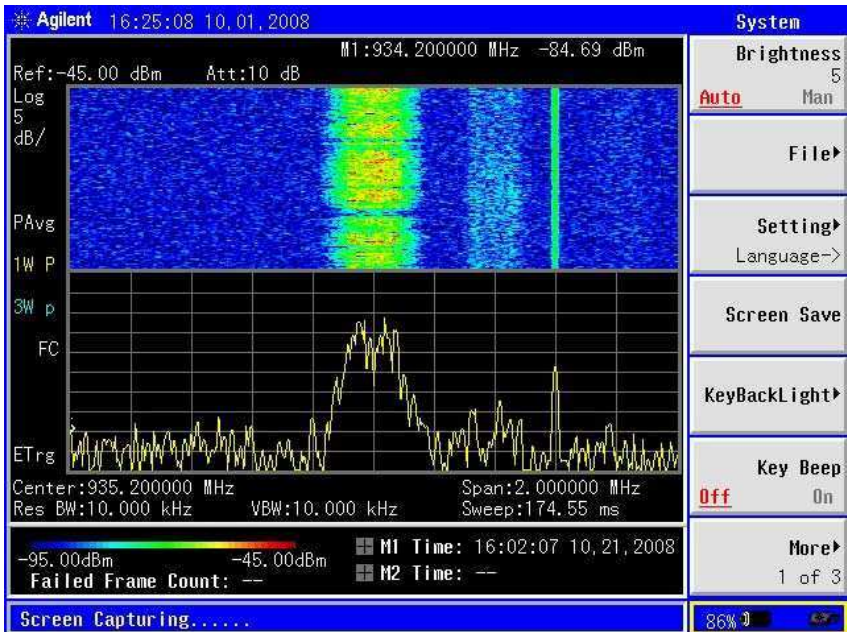 Agilent 16:25:08 10,01,2008
System
M1:934.200000 MHz -84.69 dBm
Ref:-45.00 dBm Att:10 dB
Log
5
dB/
PAvg
1W P
3W p
FC
ETrg
Center:935.200000 MHz Span:2.000000 MHz
Res BW:10.000 kHz VBW:10.000 kHz Sweep:174.55 ms
-95.00dBm -45.00dBm
Failed Frame Count: --
M1 Time: 16:02:07 10,21,2008
M2 Time: --
Screen Capturing......
Brightness
5
Auto Man
File
Setting
Language->
Screen Save
KeyBackLight
Key Beep
Off On
More
1 of 3
86%